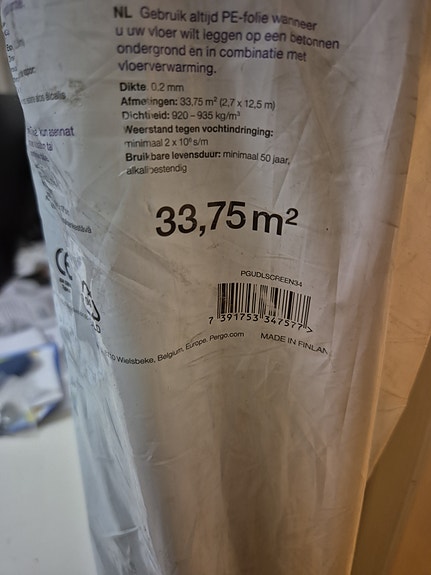 NL Gebruik altijd PE-folie wanneer
u uw vloer wilt leggen op een betonnen
ondergrond en in combinatie met
vloerverwarming.
Dikte: 0.2 mm
Afmetingen: 33,75 m² (2,7 x 12,5 m)
Dichtheid: 920 – 935 kg/m³
Weerstand tegen vochtindringing:
minimaal 2 x 10⁶ s/m
Bruikbare levensduur: minimaal 50 jaar,
alkalibestendig
33,75 m²
CE
PGUDLSCREEN34
7 391753 347577 >
Wielsbeke, Belgium, Europe. Pergo.com
MADE IN FINLAN